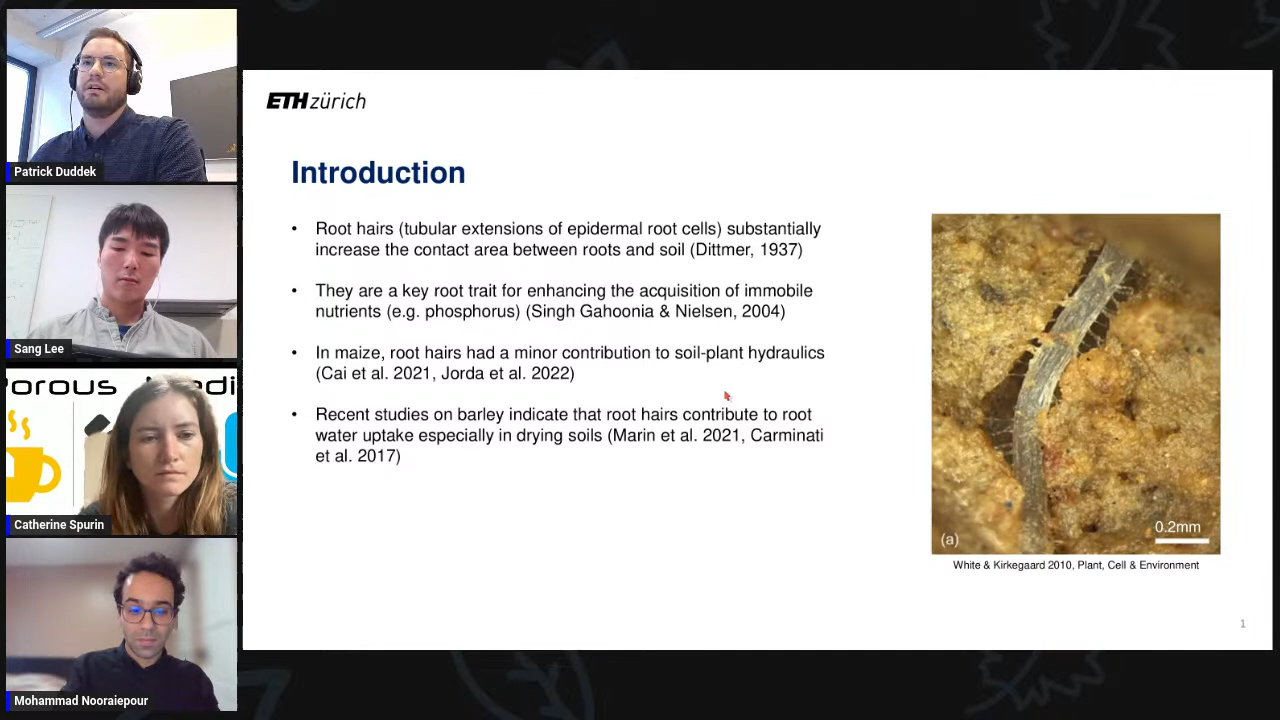 Patrick Duddek
Sang Lee
Porous Medi
Catherine Spurin
Mohammad Nooraiepour
ETH zürich
Introduction
• Root hairs (tubular extensions of epidermal root cells) substantially
increase the contact area between roots and soil (Dittmer, 1937)
• They are a key root trait for enhancing the acquisition of immobile
nutrients (e.g. phosphorus) (Singh Gahoonia & Nielsen, 2004)
• In maize, root hairs had a minor contribution to soil-plant hydraulics
(Cai et al. 2021, Jorda et al. 2022)
• Recent studies on barley indicate that root hairs contribute to root
water uptake especially in drying soils (Marin et al. 2021, Carminati
et al. 2017)
(a)
0.2mm
White & Kirkegaard 2010, Plant, Cell & Environment
1